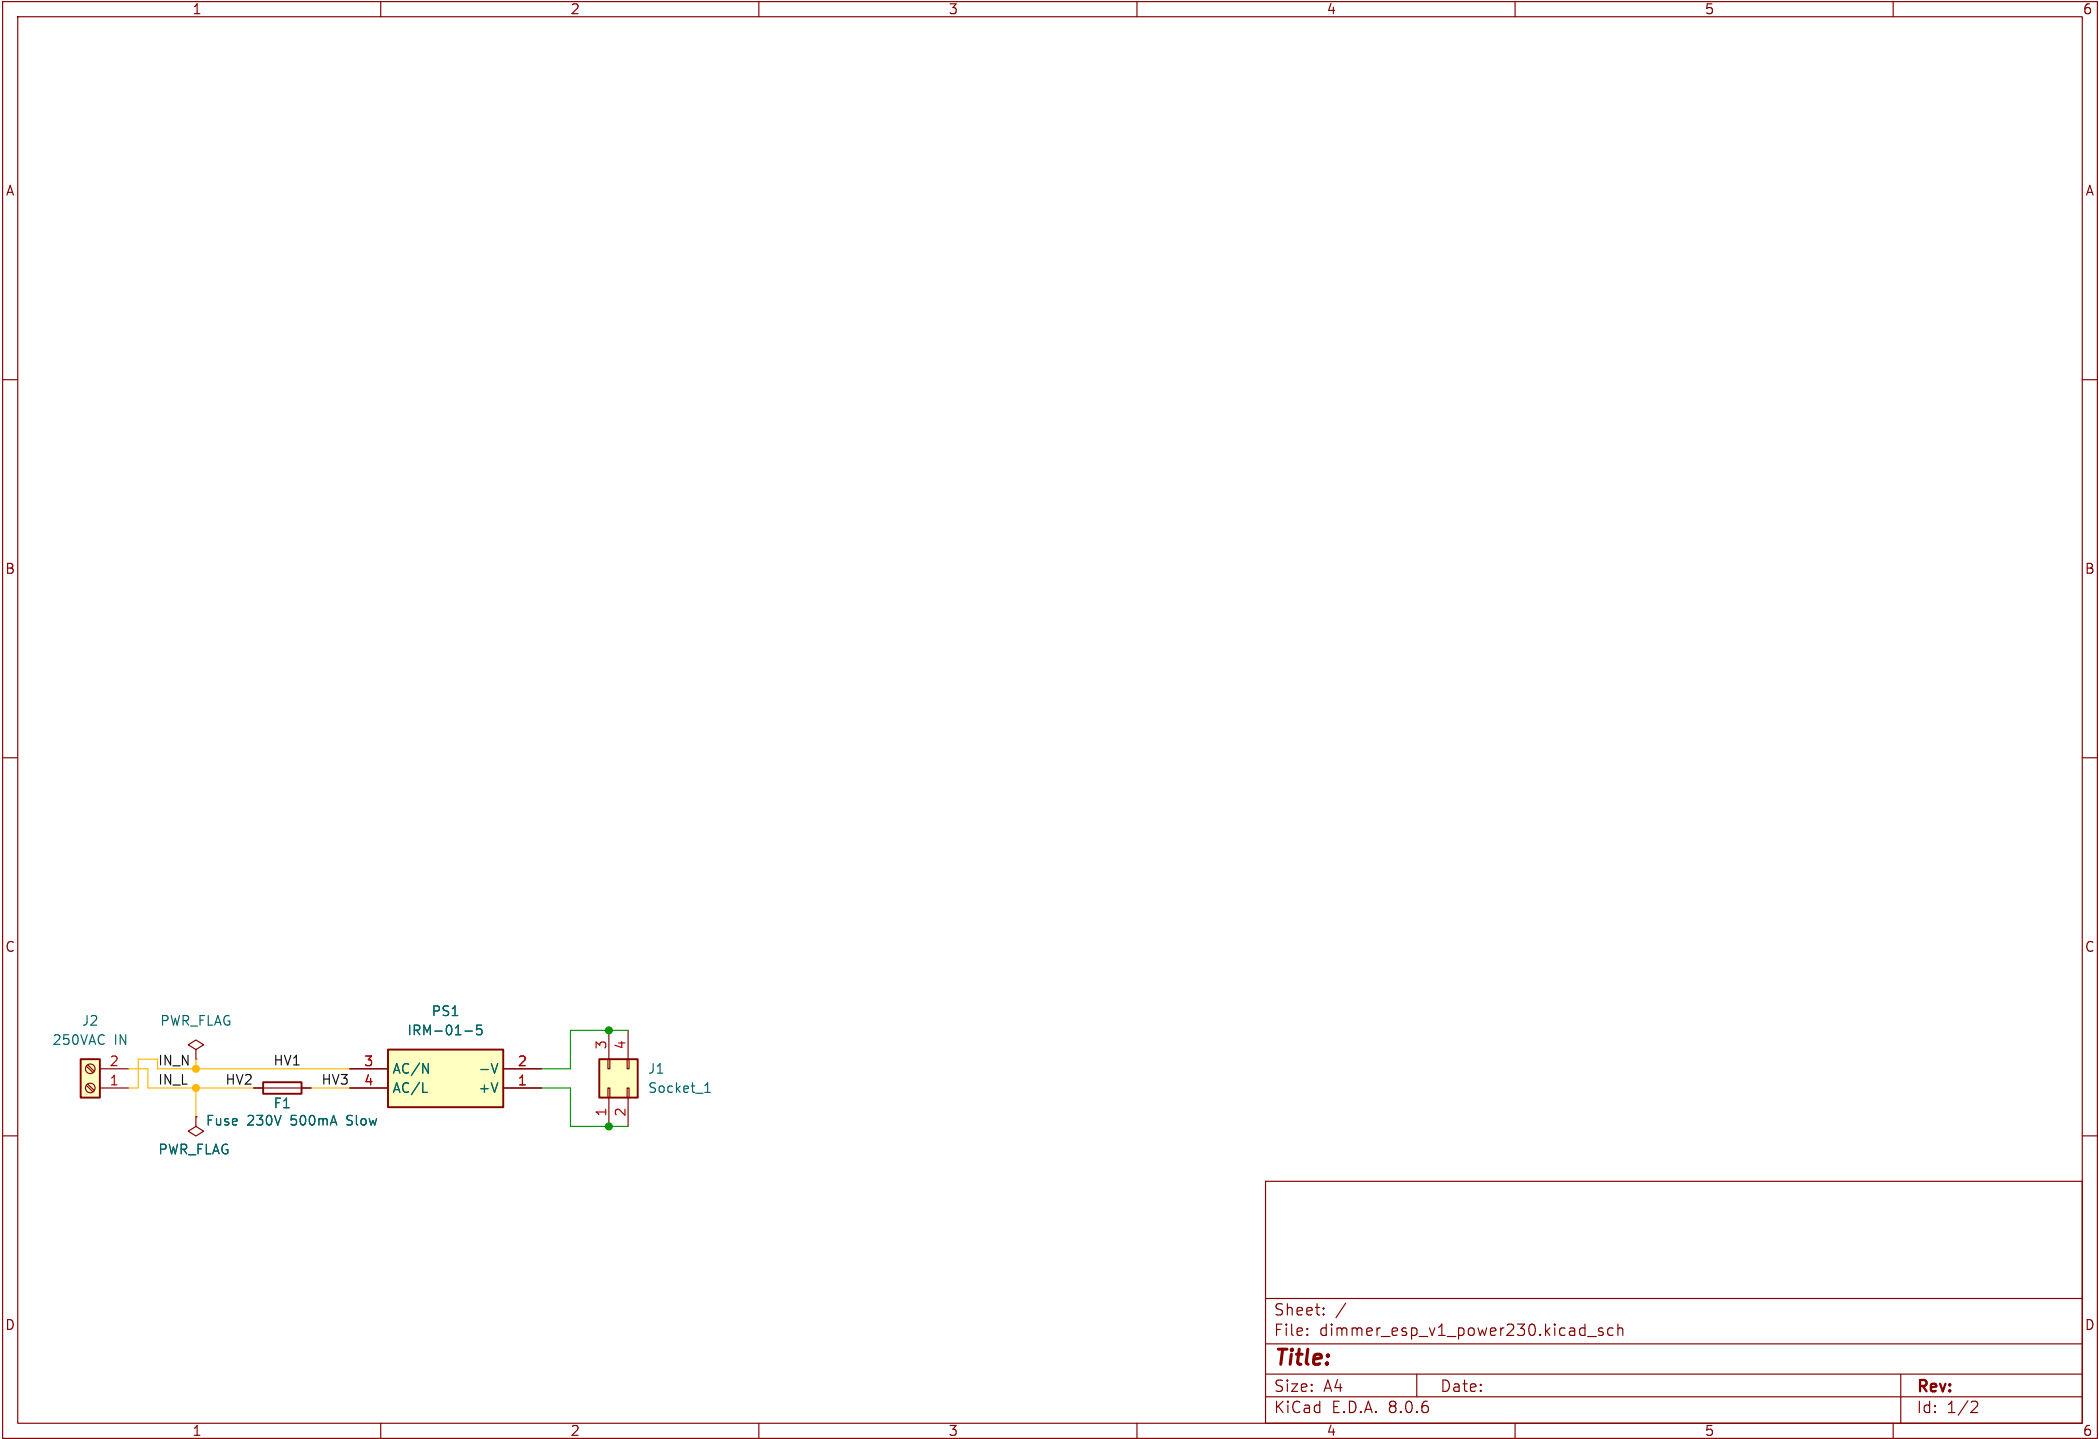 1 2 3 4 5 6
A A
B B
C C
PS1
IRM-01-5
J2
250VAC IN
PWR_FLAG
3 4
2
1
IN_N
IN_L
HV1
HV2
HV3
3
4
AC/N
AC/L
-V
+V
2
1
J1
Socket_1
1 2
F1
Fuse 230V 500mA Slow
PWR_FLAG
D D
Sheet: /
File: dimmer_esp_v1_power230.kicad_sch
Title:
Size: A4 Date: Rev:
KiCad E.D.A. 8.0.6 Id: 1/2
1 2 3 4 5 6